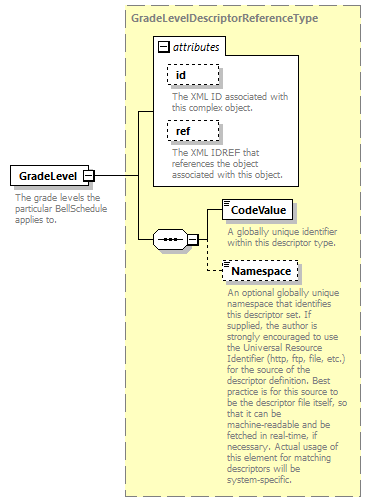 GradeLevelDescriptorReferenceType
attributes
id
The XML ID associated with
this complex object.
ref
The XML IDREF that
references the object
associated with this object.
GradeLevel
The grade levels the
particular BellSchedule
applies to.
CodeValue
A globally unique identifier
within this descriptor type.
Namespace
An optional globally unique
namespace that identifies
this descriptor set. If
supplied, the author is
strongly encouraged to use
the Universal Resource
Identifier (http, ftp, file, etc.)
for the source of the
descriptor definition. Best
practice is for this source to
be the descriptor file itself, so
that it can be
machine-readable and be
fetched in real-time, if
necessary. Actual usage of
this element for matching
descriptors will be
system-specific.